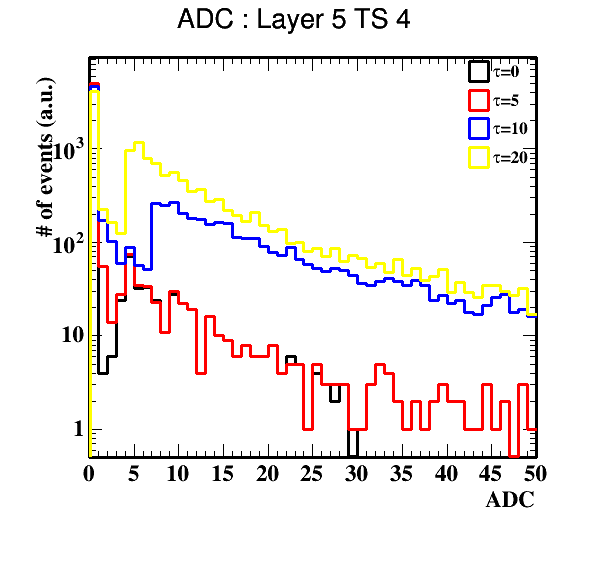 ADC : Layer 5 TS 4
# of events (a.u.)
10³
10²
10
1
τ=0
τ=5
τ=10
τ=20
0 5 10 15 20 25 30 35 40 45 50
ADC